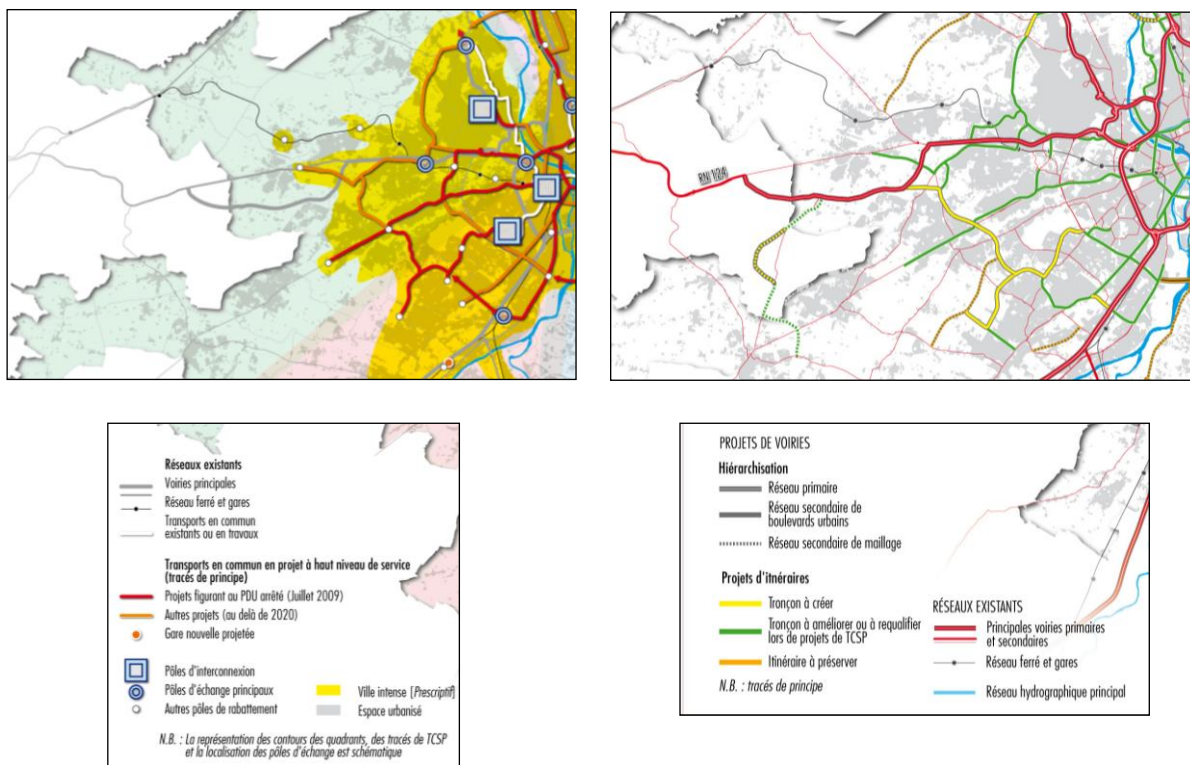 RN 124
Réseaux existants
Voiries principales
Réseau ferré et gares
Transports en commun
existants ou en travaux
Transports en commun en projet à haut niveau de service
(tracés de principe)
Projets figurant au PDU arrêté (Juillet 2009)
Autres projets (au delà de 2020)
Gare nouvelle projetée
Pôles d'interconnexion
Pôles d'échange principaux
Autres pôles de rabattement
Ville intense [Prescriptif]
Espace urbanisé
N.B. : La représentation des contours des quadrants, des tracés de TCSP
et la localisation des pôles d'échange est schématique
PROJETS DE VOIRIES
Hiérarchisation
Réseau primaire
Réseau secondaire de
boulevards urbains
Réseau secondaire de maillage
Projets d'itinéraires
Tronçon à créer
Tronçon à améliorer ou à requalifier
lors de projets de TCSP
Itinéraire à préserver
N.B. : tracés de principe
RÉSEAUX EXISTANTS
Principales voiries primaires
et secondaires
Réseau ferré et gares
Réseau hydrographique principal